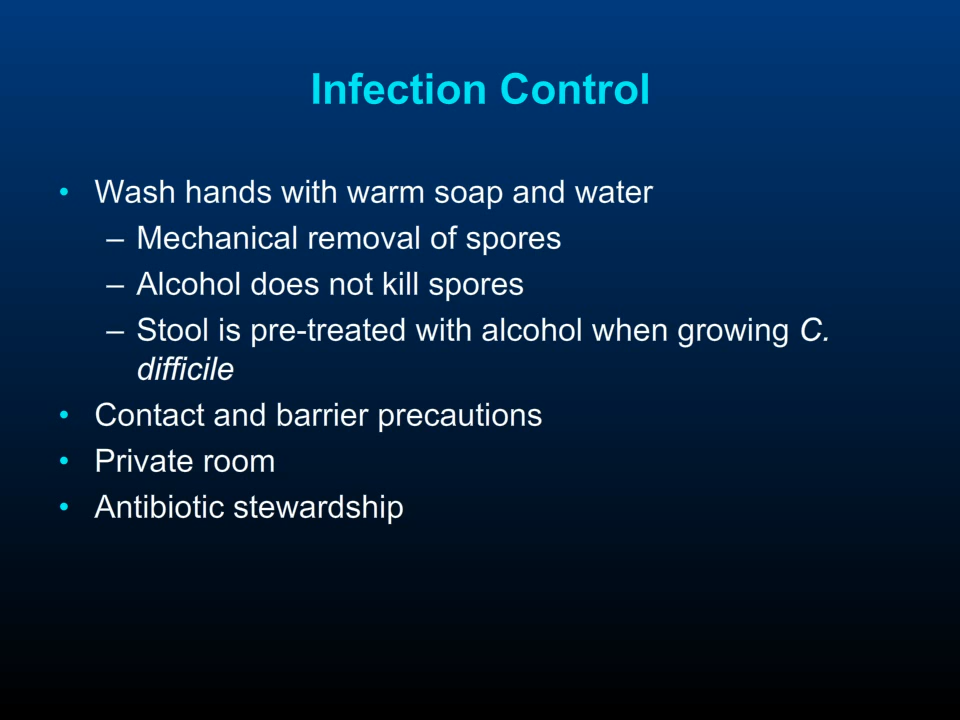 Infection Control
• Wash hands with warm soap and water
– Mechanical removal of spores
– Alcohol does not kill spores
– Stool is pre-treated with alcohol when growing C.
difficile
• Contact and barrier precautions
• Private room
• Antibiotic stewardship